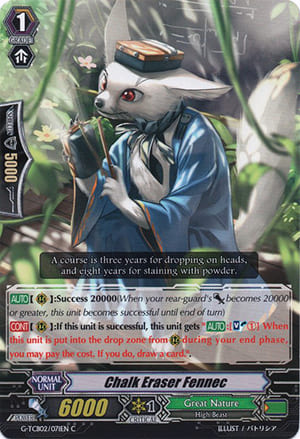 1
GRADE
5000
A course is three years for dropping on heads,
and eight years for staining with powder.
AUTO [ ]:Success 20000(When your rear-guard's becomes 20000
or greater, this unit becomes successful until end of turn)
CONT [ ]:If this unit is successful, this unit gets "AUTO : [①] When
this unit is put into the drop zone from during your end phase,
you may pay the cost. If you do, draw a card.".
NORMAL
UNIT
Chalk Eraser Fennec
POWER
6000
1
CRITICAL
Great Nature
High Beast
G-TCB02/071EN C
ILLUST / パトリシア